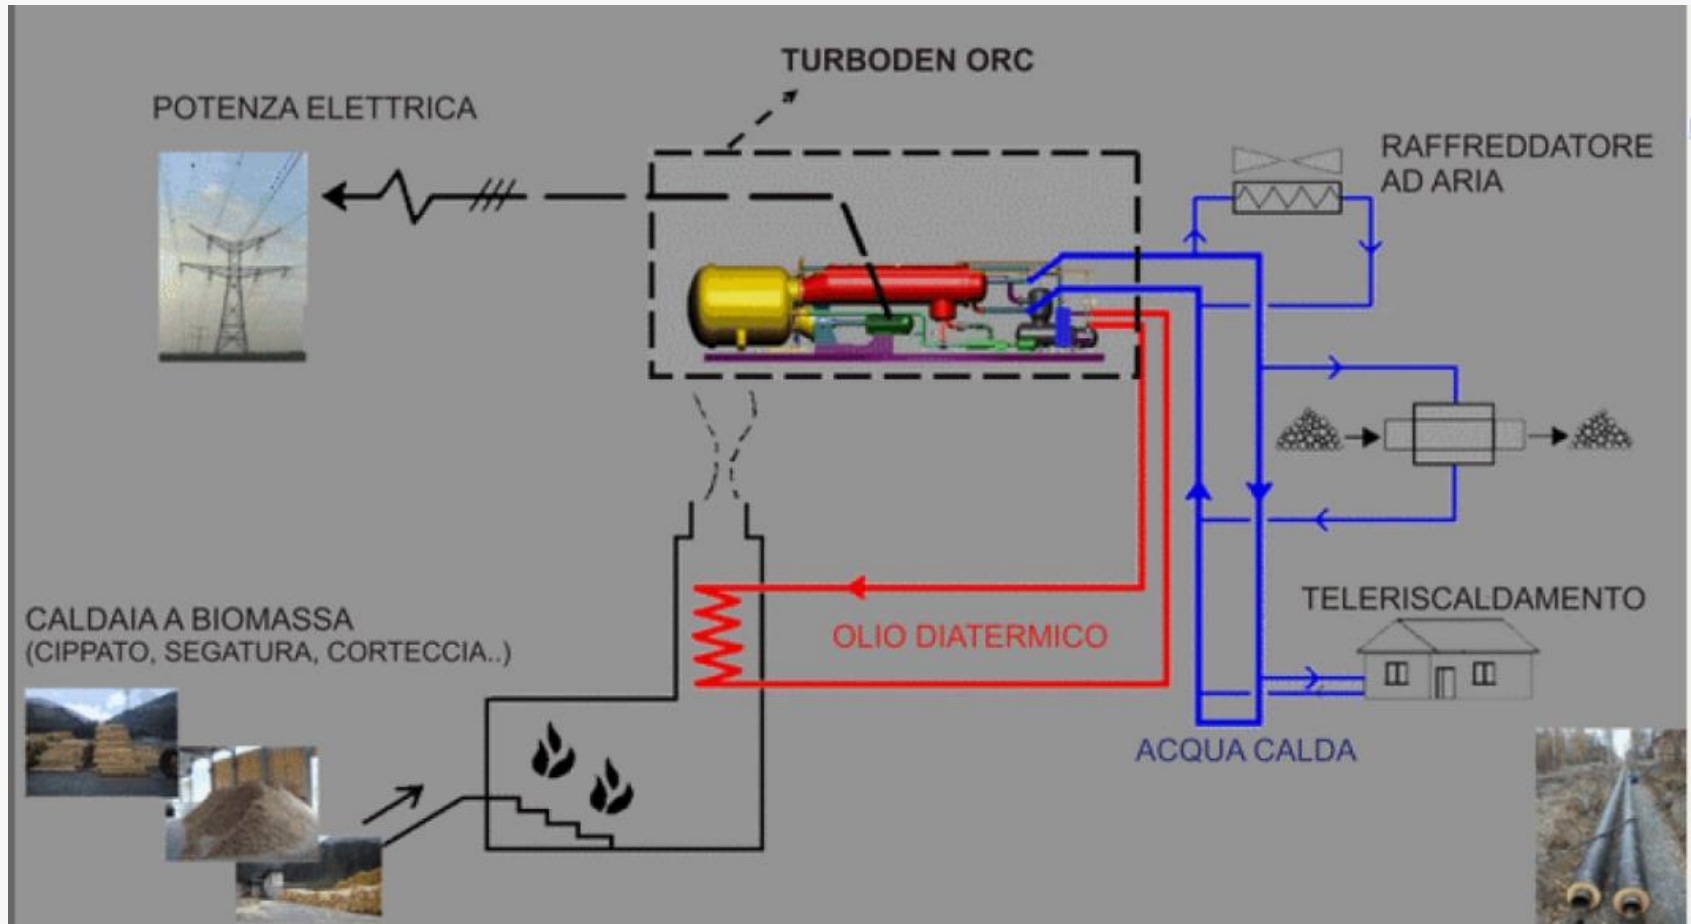 TURBODEN ORC
POTENZA ELETTRICA
RAFFREDDATORE
AD ARIA
TELERISCALDAMENTO
CALDAIA A BIOMASSA
(CIPPATO, SEGATURA, CORTECCIA..)
OLIO DIATERMICO
ACQUA CALDA